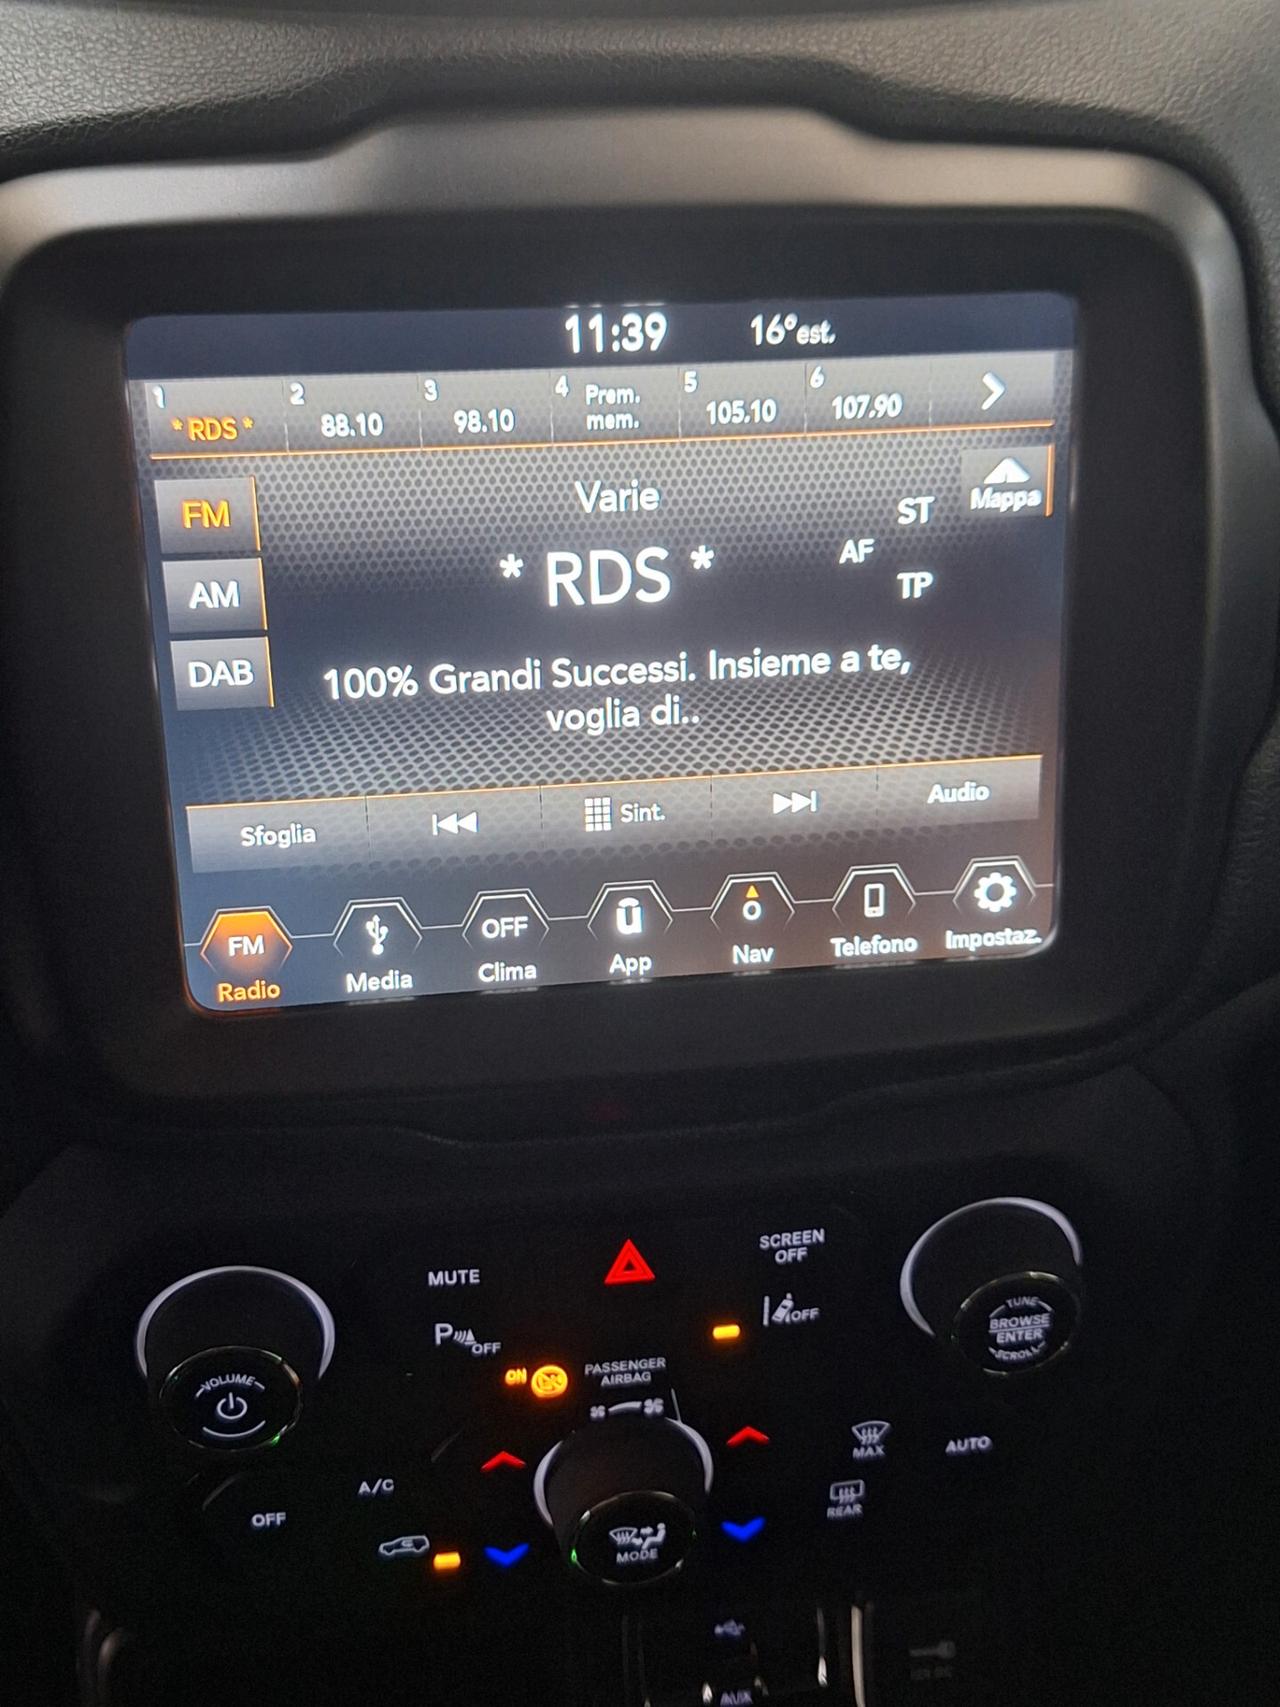 11:39 16°est.
1 2 3 4 Prem. 5 6
*RDS* 88.10 98.10 mem. 105.10 107.90
FM Varie ST Mappa
* RDS * AF
AM TP
DAB 100% Grandi Successi. Insieme a te,
voglia di..
Sfoglia Sint. Audio
FM OFF ū
Radio Media Clima App Nav Telefono Impostaz.
MUTE SCREEN
OFF
P OFF OFF
TUNE
BROWSE
ENTER
SCROLL
ON PASSENGER
AIRBAG
VOLUME
MAX AUTO
A/C
REAR
OFF
MODE
AUX